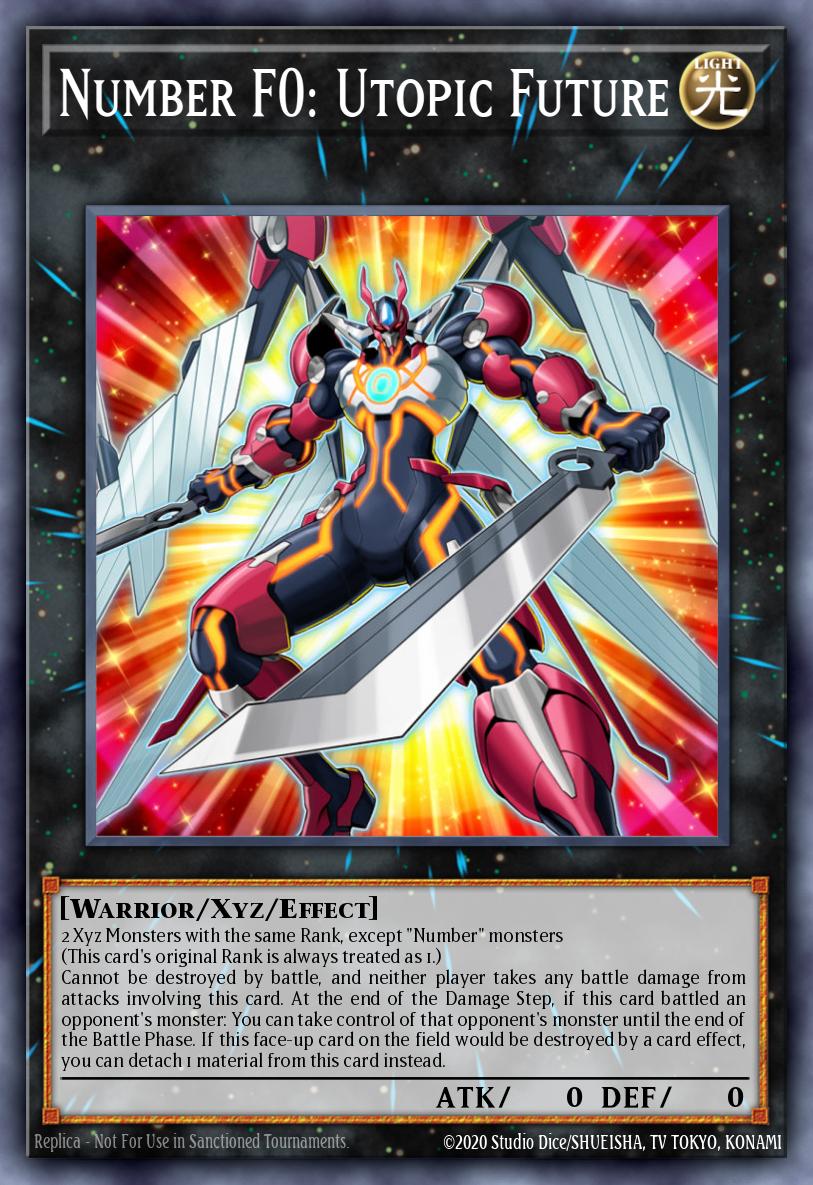 Number F0: Utopic Future
LIGHT
光
[Warrior/Xyz/Effect]
2 Xyz Monsters with the same Rank, except "Number" monsters
(This card's original Rank is always treated as 1.)
Cannot be destroyed by battle, and neither player takes any battle damage from
attacks involving this card. At the end of the Damage Step, if this card battled an
opponent's monster: You can take control of that opponent's monster until the end of
the Battle Phase. If this face-up card on the field would be destroyed by a card effect,
you can detach 1 material from this card instead.
ATK/ 0 DEF/ 0
Replica - Not For Use in Sanctioned Tournaments.
©2020 Studio Dice/SHUEISHA, TV TOKYO, KONAMI